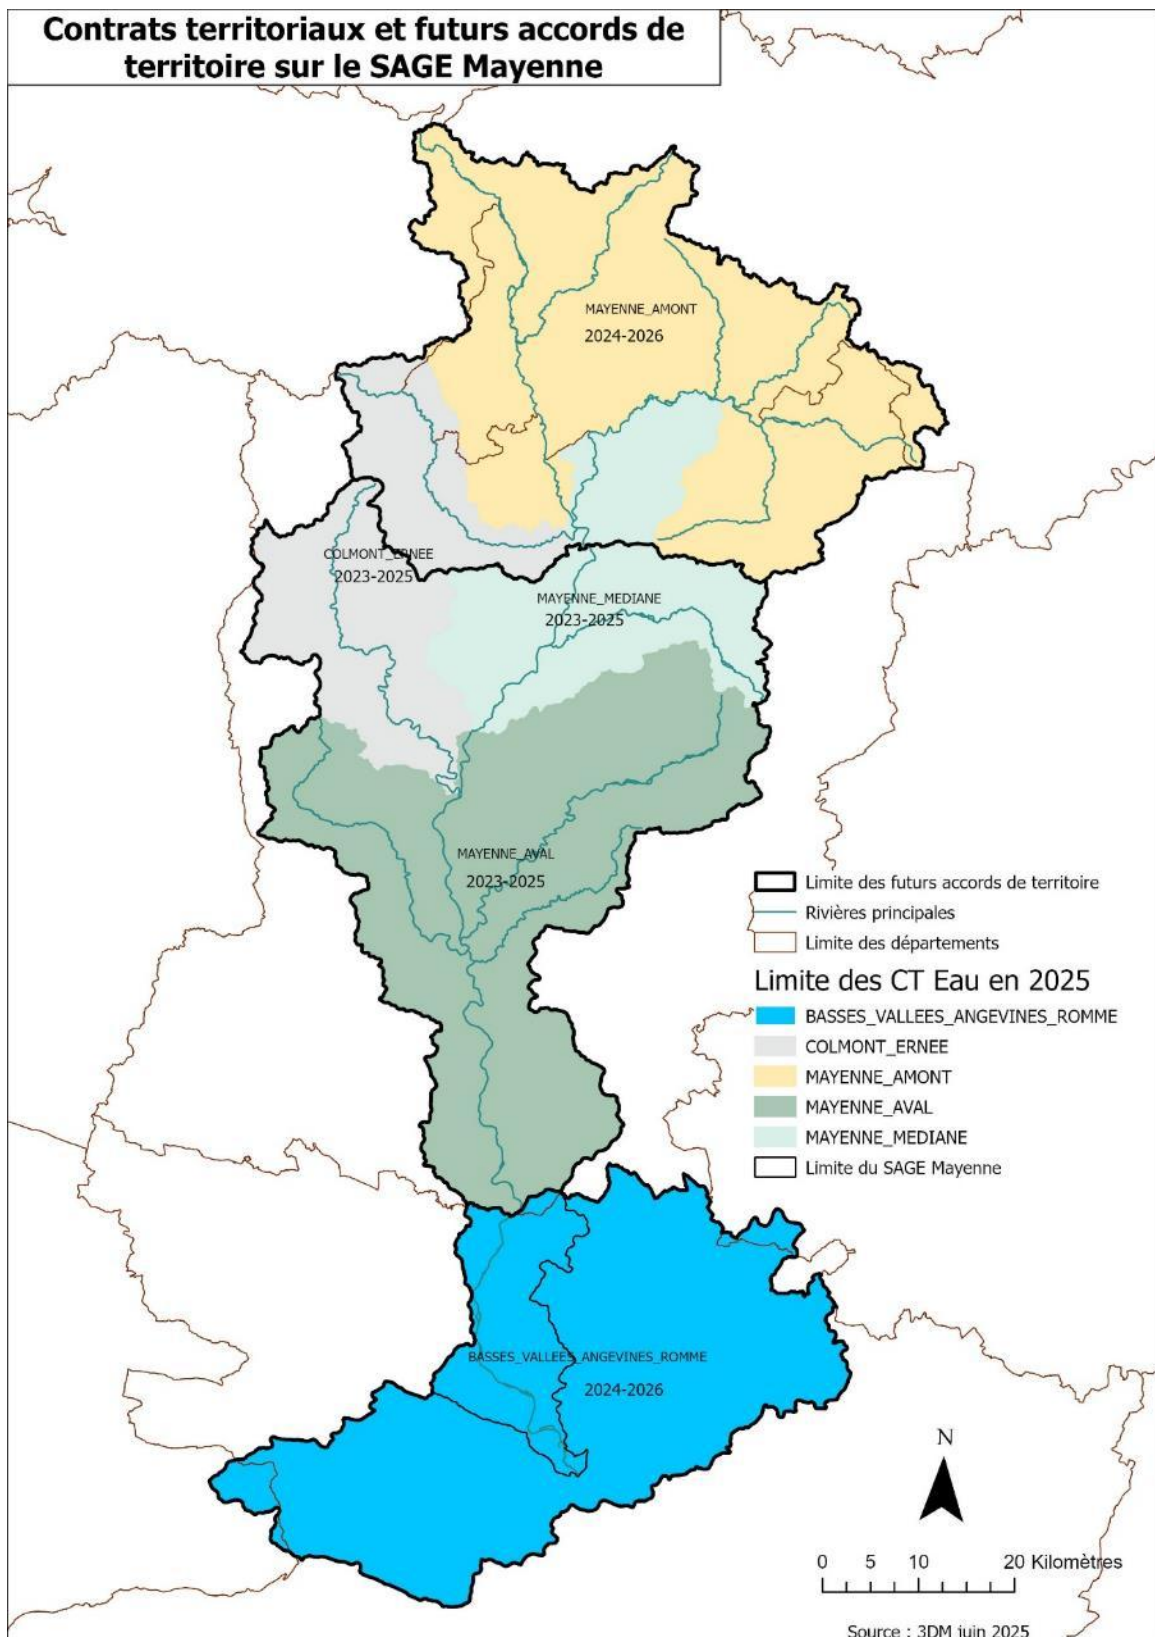 Contrats territoriaux et futurs accords de
territoire sur le SAGE Mayenne
MAYENNE_AMONT
2024-2026
COLMONT_ERNEE
2023-2025
MAYENNE_MEDIANE
2023-2025
MAYENNE_AVAL
2023-2025
Limite des futurs accords de territoire
Rivières principales
Limite des départements
Limite des CT Eau en 2025
BASSES_VALLEES_ANGEVINES_ROMME
COLMONT_ERNEE
MAYENNE_AMONT
MAYENNE_AVAL
MAYENNE_MEDIANE
Limite du SAGE Mayenne
BASSES_VALLEES_ANGEVINES_ROMME
2024-2026
N
0 5 10 20 Kilomètres
Source : 3DM juin 2025